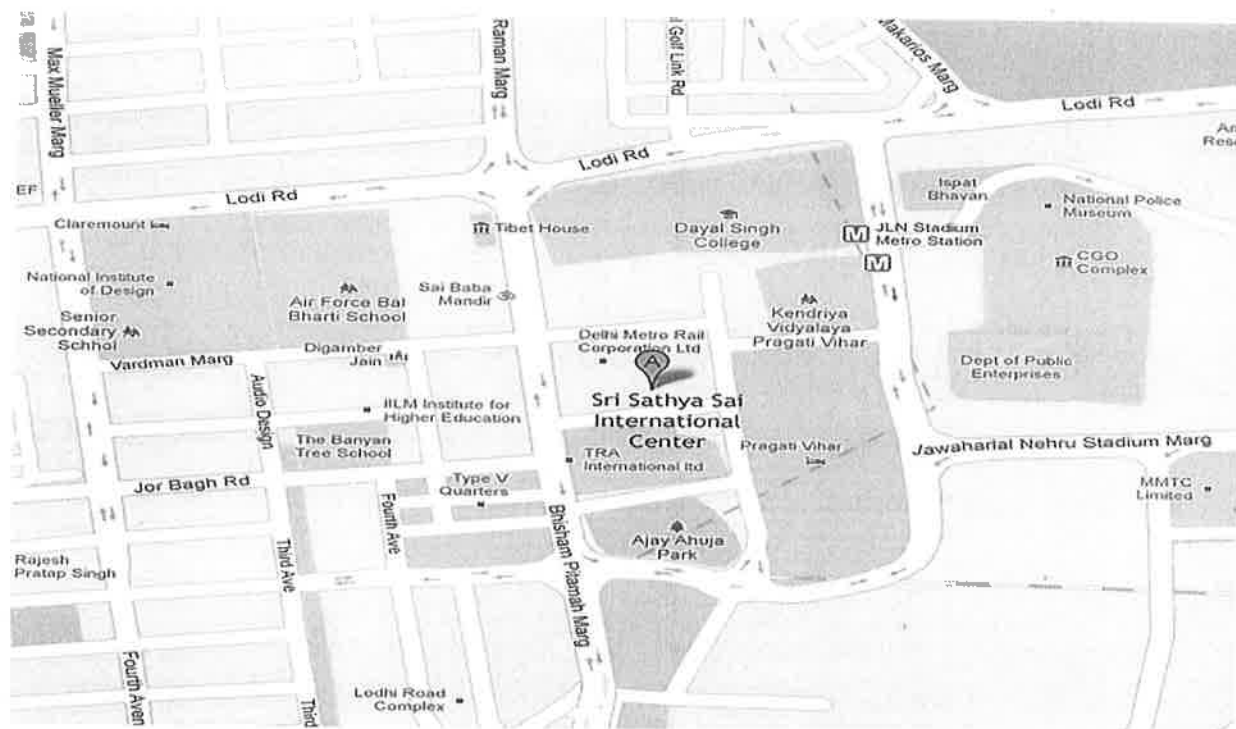 Max Mueller Marg
Raman Marg
Golf Link Rd
Makarios Marg
Lodi Rd
Lodi Rd
Lodi Rd
EF
Claremount
Tibet House
Dayal Singh
College
M JLN Stadium
Metro Station
M
Ispat
Bhavan
National Police
Museum
CGO
Complex
National Institute
of Design
Air Force Bal
Bharti School
Sai Baba
Mandir
Kendriya
Vidyalaya
Pragati Vihar
Senior
Secondary
Schhol
Vardman Marg
Digamber
Jain
Delhi Metro Rail
Corporation Ltd
A
Sri Sathya Sai
International
Center
Dept of Public
Enterprises
Audio Design
IILM Institute for
Higher Education
The Banyan
Tree School
TRA
International ltd
Pragati Vihar
Jawaharlal Nehru Stadium Marg
MMTC
Limited
Jor Bagh Rd
Type V
Quarters
Fourth Ave
Bhisham Pitamah Marg
Ajay Ahuja
Park
Rajesh
Pratap Singh
Third Ave
Fourth Aven
Third
Lodhi Road
Complex